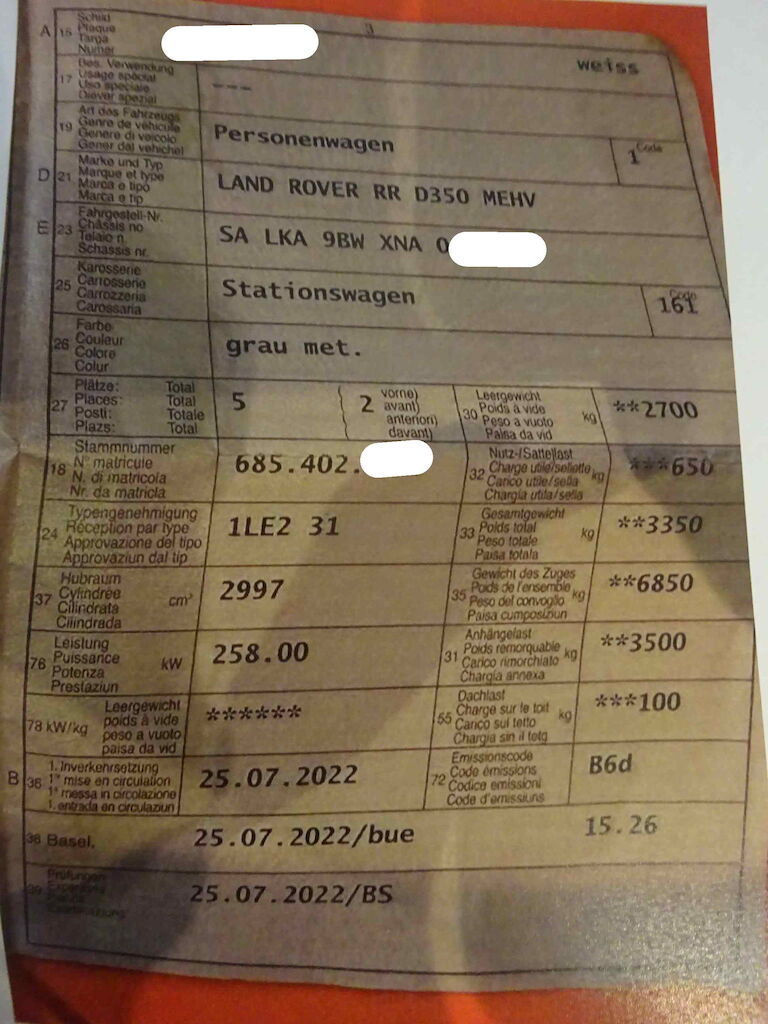 A 15 Schild
Plaque
Targa
Numer
3
weiss
17 Bes. Verwendung
Usage spécial
Uso speciale
Diever spezial
---
19 Art des Fahrzeugs
Genre de véhicule
Genere di veicolo
Gener dal vehichel
Personenwagen
Code
1
D 21 Marke und Typ
Marque et type
Marca e tipo
Marca e tip
LAND ROVER RR D350 MEHV
E 23 Fahrgestell-Nr.
Châssis no
Telaio n.
Schassis nr.
SA LKA 9BW XNA 0
25 Karosserie
Carrosserie
Carrozzeria
Carossaria
Stationswagen
Code
161
26 Farbe
Couleur
Colore
Colur
grau met.
27 Plätze: Total
Places: Total
Posti: Totale
Plazs: Total
5
2 vorne)
avant)
anteriori)
davant)
30 Leergewicht
Poids à vide
Peso a vuoto
Paisa da vid
kg
**2700
18 Stammnummer
N° matricule
N. di matricola
Nr. da matricla
685.402.
32 Nutz-/Sattellast
Charge utile/sellette
Carico utile/sella
Chargia utila/sella
kg
***650
24 Typengenehmigung
Réception par type
Approvazione del tipo
Approvaziun dal tip
1LE2 31
33 Gesamtgewicht
Poids total
Peso totale
Paisa totala
kg
**3350
37 Hubraum
Cylindrée
Cilindrata
Cilindrada
cm³
2997
35 Gewicht des Zuges
Poids de l'ensemble
Peso del convoglio
Paisa cumposiziun
kg
**6850
76 Leistung
Puissance
Potenza
Prestaziun
kW
258.00
31 Anhängelast
Poids remorquable
Carico rimorchiato
Chargia annexa
kg
**3500
78 kW/kg
Leergewicht
poids à vide
peso a vuoto
paisa da vid
******
55 Dachlast
Charge sur le toit
Carico sul tetto
Chargia sin il tetg
kg
***100
B 36 1. Inverkehrsetzung
1re mise en circulation
1a messa in circolazione
1. entrada en circulaziun
25.07.2022
72 Emissionscode
Code émissions
Codice emissioni
Code d'emissiuns
B6d
38 Basel,
25.07.2022/bue
15.26
39 Prüfungen
25.07.2022/BS